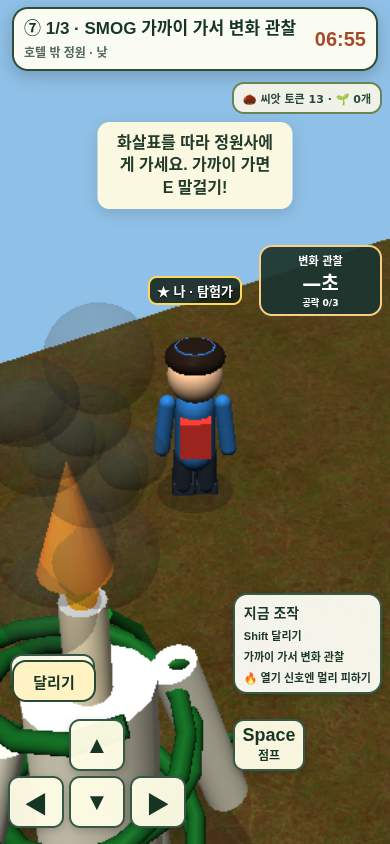 ⑦ 1/3 · SMOG 가까이 가서 변화 관찰
호텔 밖 정원 · 낮
06:55
🌰 씨앗 토큰 13 · 🌱 0개
화살표를 따라 정원사에
게 가세요. 가까이 가면
E 말걸기!
변화 관찰
—초
공략 0/3
★ 나 · 탐험가
지금 조작
Shift 달리기
가까이 가서 변화 관찰
🔥 열기 신호엔 멀리 피하기
달리기
▲
Space
점프
◀
▼
▶